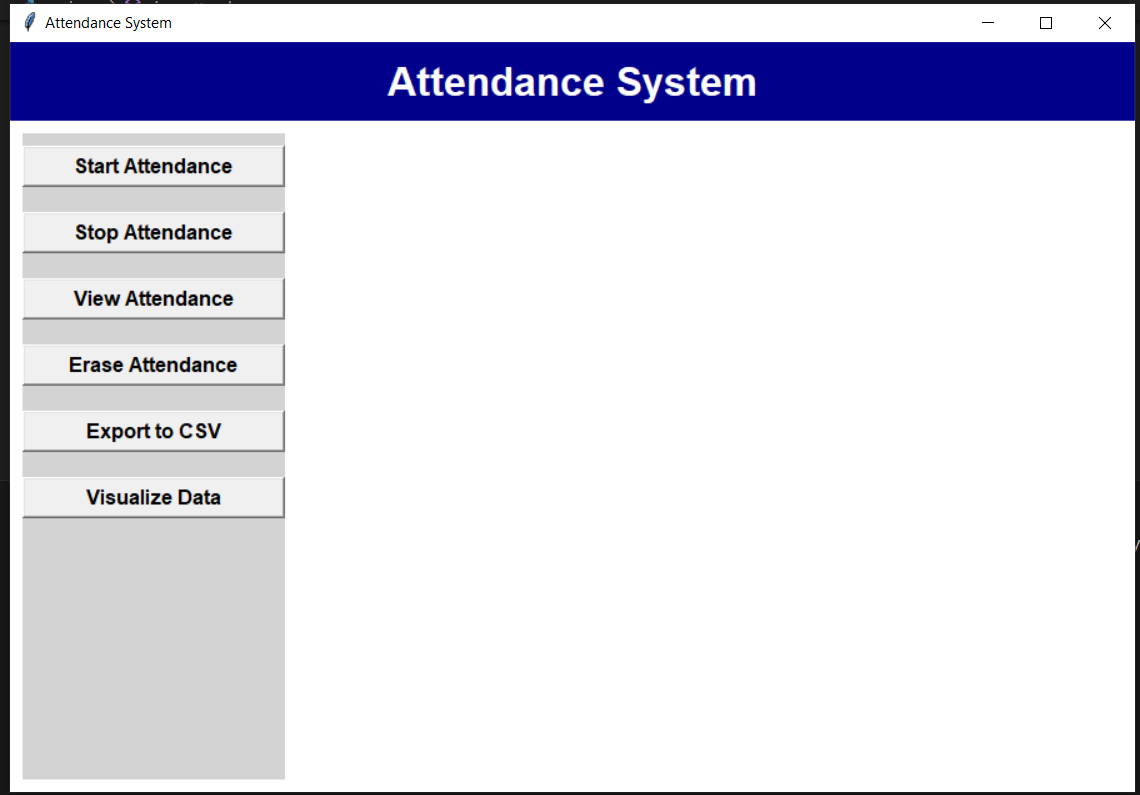 Attendance System
Attendance System
Start Attendance
Stop Attendance
View Attendance
Erase Attendance
Export to CSV
Visualize Data